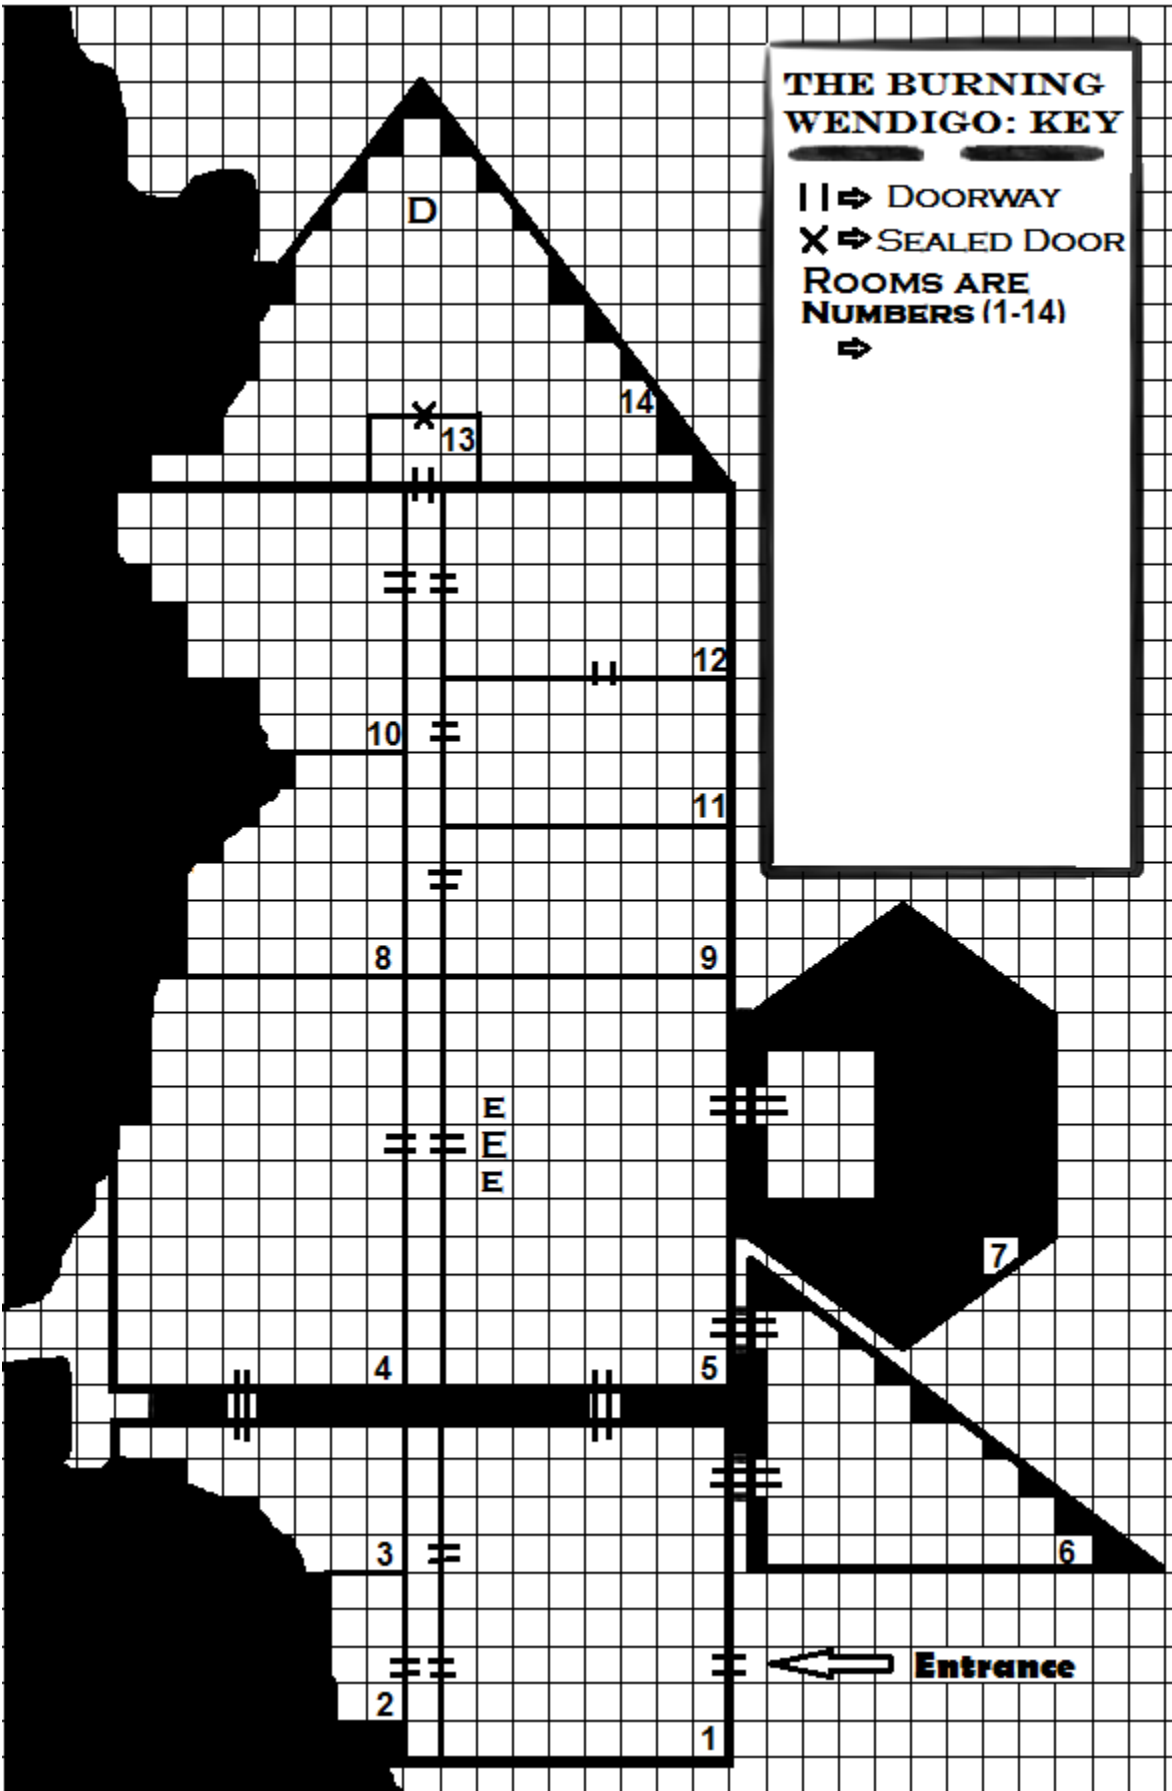 THE BURNING
WENDIGO: KEY
DOORWAY
SEALED DOOR
ROOMS ARE
NUMBERS (1-14)
D
14
13
12
10
11
8
9
E
E
E
7
4
5
3
6
Entrance
2
1